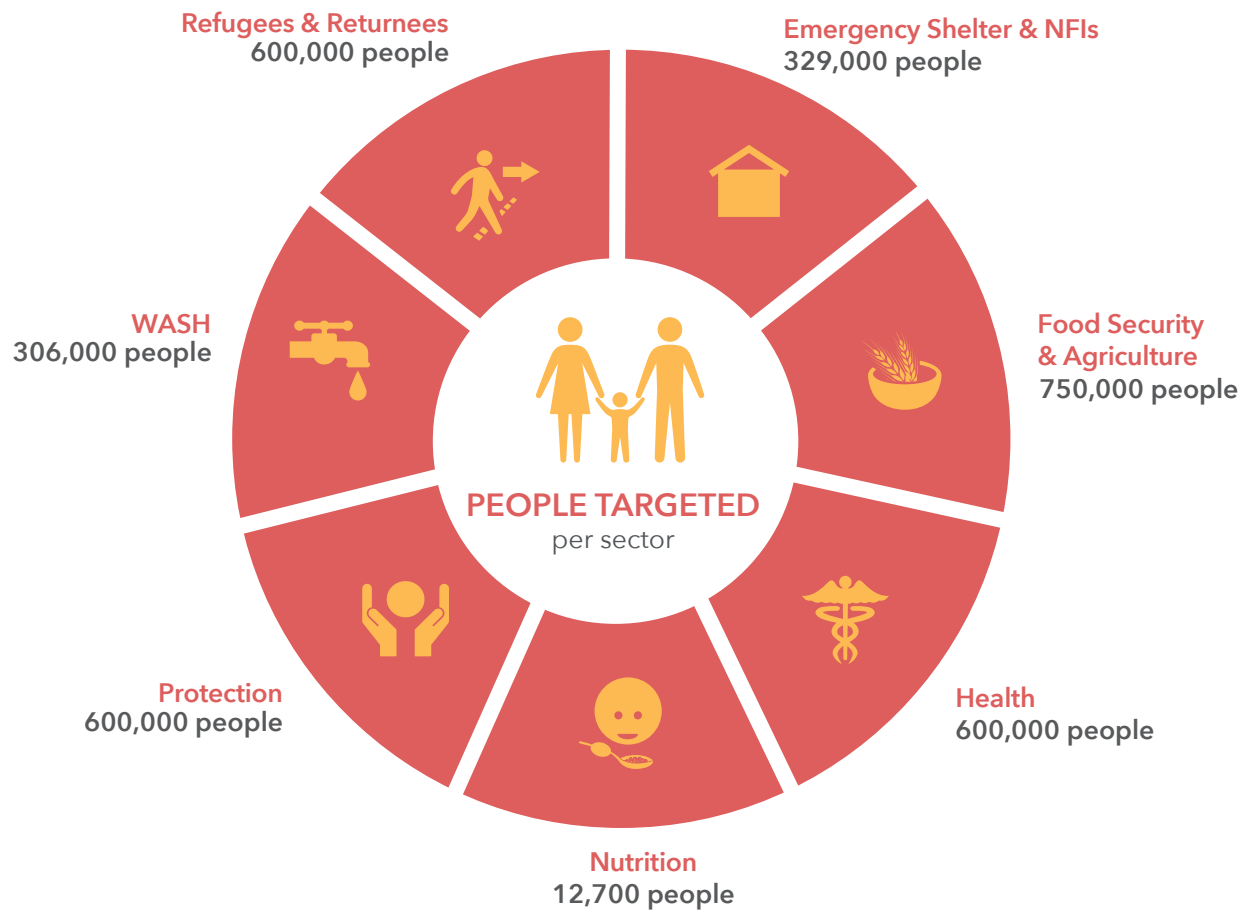 Refugees & Returnees
600,000 people
Emergency Shelter & NFIs
329,000 people
WASH
306,000 people
Food Security
& Agriculture
750,000 people
PEOPLE TARGETED
per sector
Protection
600,000 people
Health
600,000 people
Nutrition
12,700 people